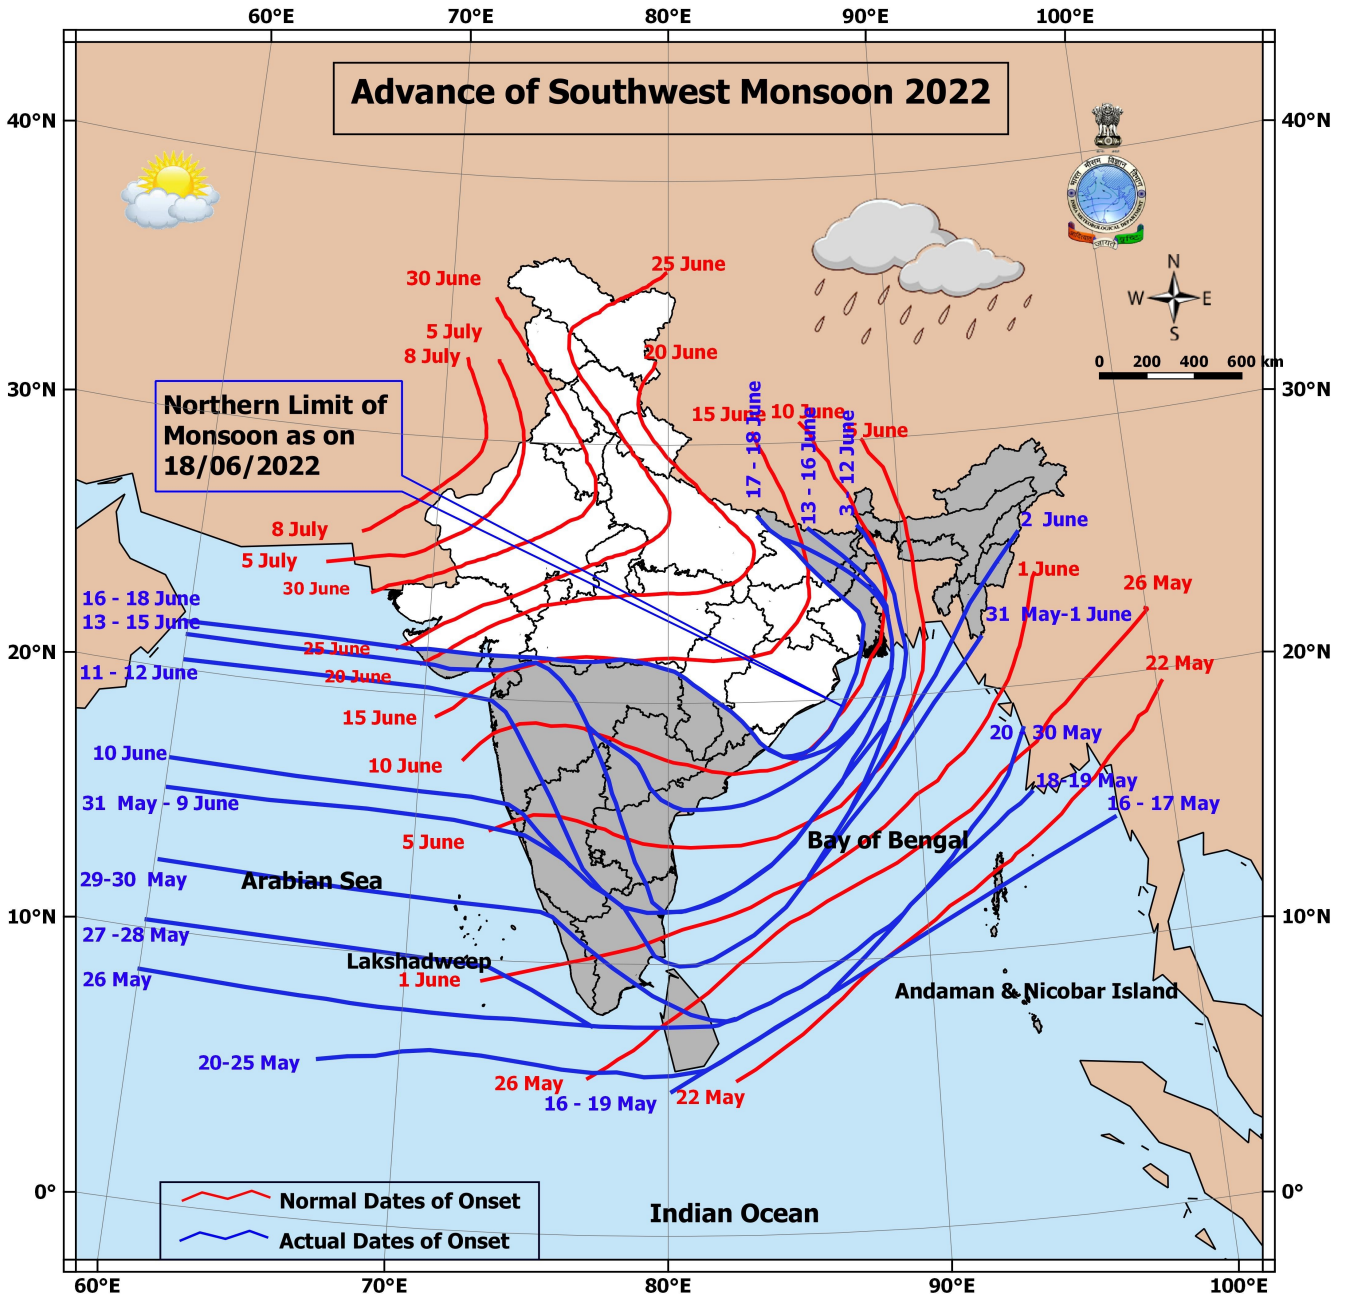 60°E 70°E 80°E 90°E 100°E
Advance of Southwest Monsoon 2022
40°N 40°N
भारत मौसम विज्ञान विभाग
INDIA METEOROLOGICAL DEPARTMENT
N
W E
S
0 200 400 600 km
25 June
30 June
5 July
8 July
20 June
30°N 30°N
15 June 10 June 5 June
17 - 18 June
13 - 16 June
3 - 12 June
Northern Limit of
Monsoon as on
18/06/2022
8 July
5 July
30 June
2 June
1 June
26 May
31 May-1 June
16 - 18 June
13 - 15 June
25 June
20°N 20°N
22 May
11 - 12 June
20 June
15 June
20 - 30 May
10 June
10 June
18-19 May
31 May - 9 June
16 - 17 May
5 June
Bay of Bengal
29-30 May
Arabian Sea
10°N 10°N
27 -28 May
Lakshadweep
26 May
1 June
Andaman & Nicobar Island
20-25 May
26 May
16 - 19 May
22 May
0° 0°
Normal Dates of Onset
Indian Ocean
Actual Dates of Onset
60°E 70°E 80°E 90°E 100°E